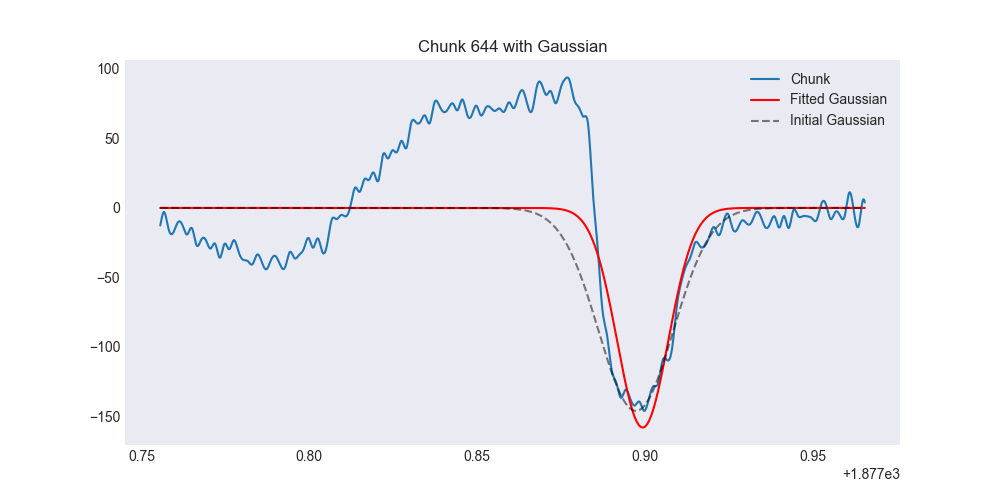 Chunk 644 with Gaussian
100
50
0
−50
−100
−150
Chunk
Fitted Gaussian
Initial Gaussian
0.75 0.80 0.85 0.90 0.95
+1.877e3